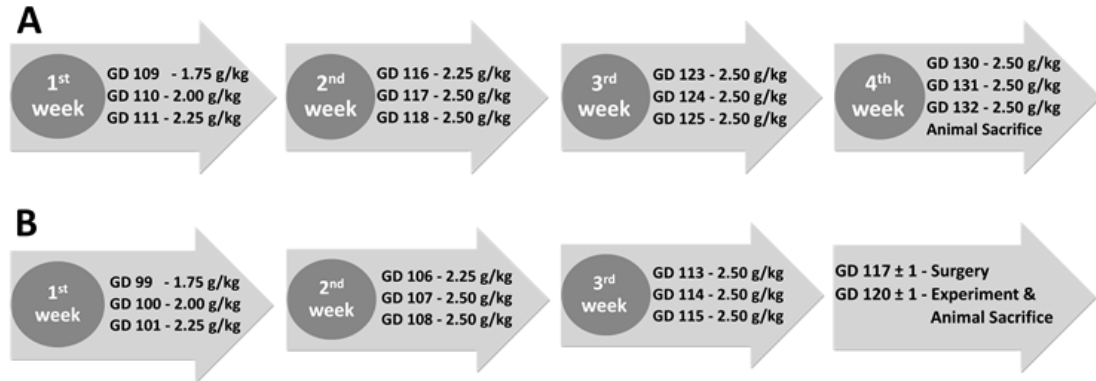 A
1st
week
GD 109 - 1.75 g/kg
GD 110 - 2.00 g/kg
GD 111 - 2.25 g/kg
2nd
week
GD 116 - 2.25 g/kg
GD 117 - 2.50 g/kg
GD 118 - 2.50 g/kg
3rd
week
GD 123 - 2.50 g/kg
GD 124 - 2.50 g/kg
GD 125 - 2.50 g/kg
4th
week
GD 130 - 2.50 g/kg
GD 131 - 2.50 g/kg
GD 132 - 2.50 g/kg
Animal Sacrifice
B
1st
week
GD 99 - 1.75 g/kg
GD 100 - 2.00 g/kg
GD 101 - 2.25 g/kg
2nd
week
GD 106 - 2.25 g/kg
GD 107 - 2.50 g/kg
GD 108 - 2.50 g/kg
3rd
week
GD 113 - 2.50 g/kg
GD 114 - 2.50 g/kg
GD 115 - 2.50 g/kg
GD 117 ± 1 - Surgery
GD 120 ± 1 - Experiment &
Animal Sacrifice